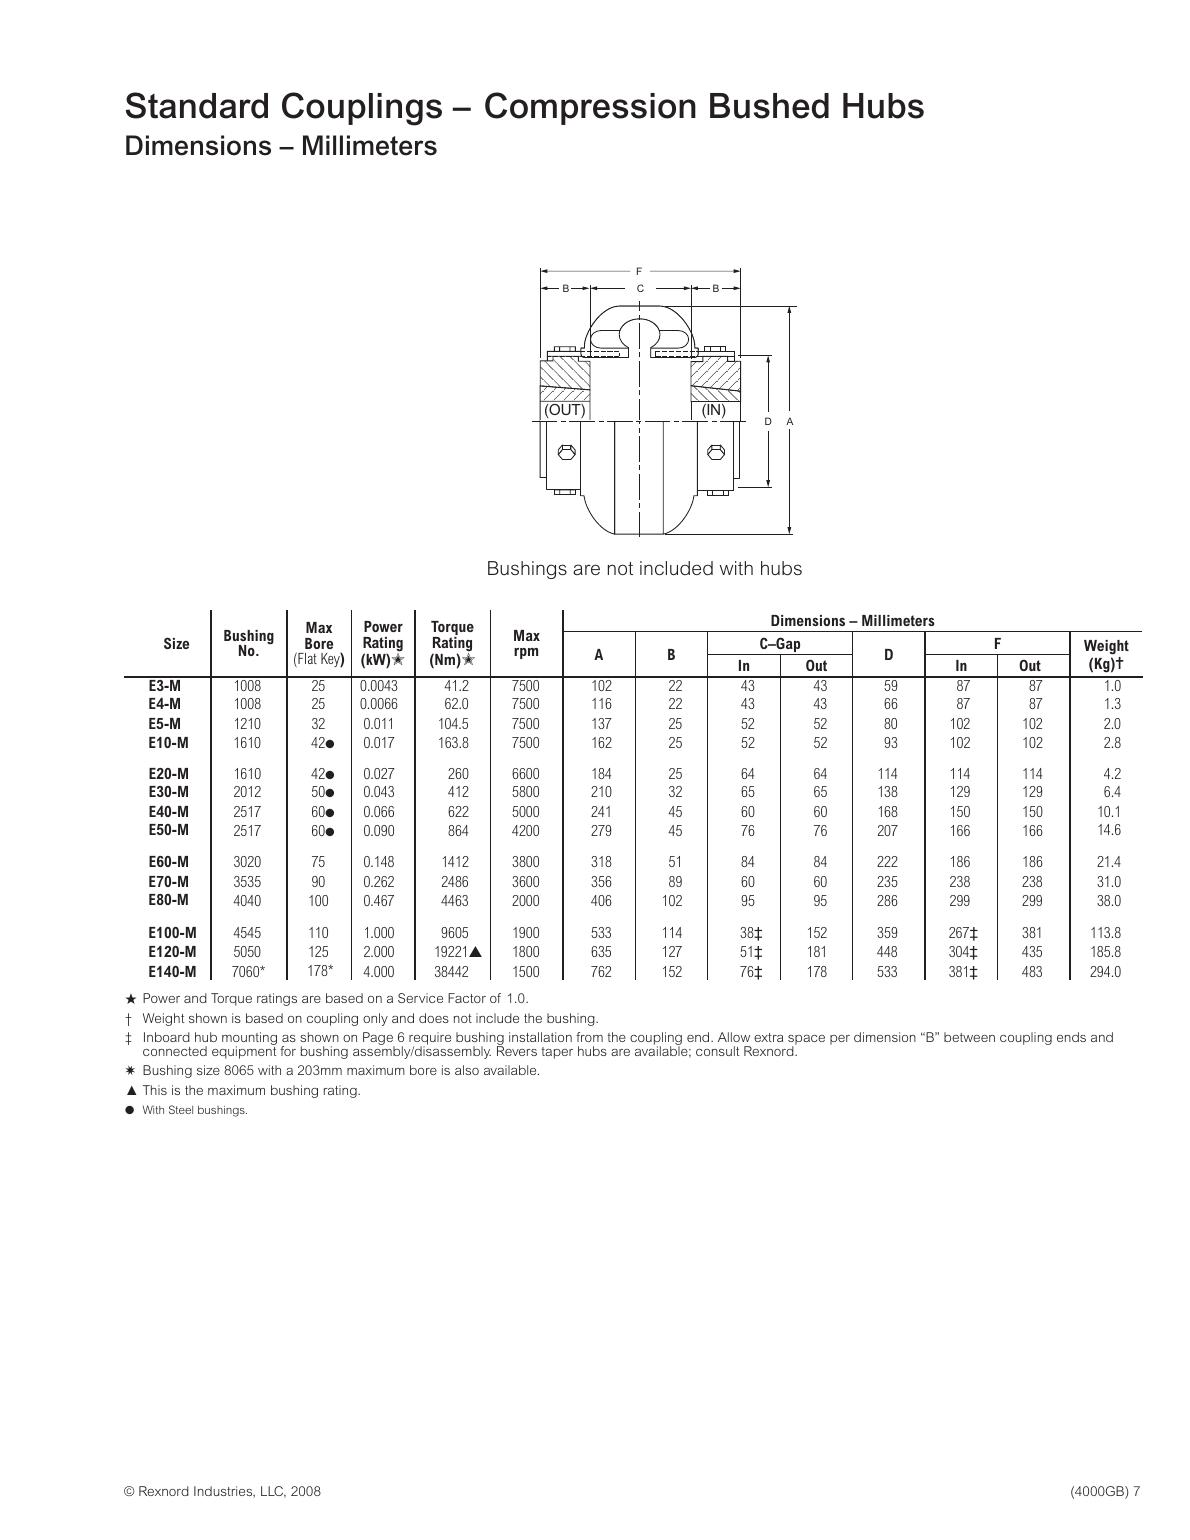 Standard Couplings – Compression Bushed Hubs
Dimensions – Millimeters
F
B C B
(OUT) (IN)
D A
Bushings are not included with hubs
Size Bushing No. Max Bore (Flat Key) Power Rating (kW)★ Torque Rating (Nm)★ Max rpm Dimensions – Millimeters
A B C–Gap D F Weight (Kg)†
In Out In Out
E3-M 1008 25 0.0043 41.2 7500 102 22 43 43 59 87 87 1.0
E4-M 1008 25 0.0066 62.0 7500 116 22 43 43 66 87 87 1.3
E5-M 1210 32 0.011 104.5 7500 137 25 52 52 80 102 102 2.0
E10-M 1610 42● 0.017 163.8 7500 162 25 52 52 93 102 102 2.8
E20-M 1610 42● 0.027 260 6600 184 25 64 64 114 114 114 4.2
E30-M 2012 50● 0.043 412 5800 210 32 65 65 138 129 129 6.4
E40-M 2517 60● 0.066 622 5000 241 45 60 60 168 150 150 10.1
E50-M 2517 60● 0.090 864 4200 279 45 76 76 207 166 166 14.6
E60-M 3020 75 0.148 1412 3800 318 51 84 84 222 186 186 21.4
E70-M 3535 90 0.262 2486 3600 356 89 60 60 235 238 238 31.0
E80-M 4040 100 0.467 4463 2000 406 102 95 95 286 299 299 38.0
E100-M 4545 110 1.000 9605 1900 533 114 38‡ 152 359 267‡ 381 113.8
E120-M 5050 125 2.000 19221▲ 1800 635 127 51‡ 181 448 304‡ 435 185.8
E140-M 7060* 178* 4.000 38442 1500 762 152 76‡ 178 533 381‡ 483 294.0
★ Power and Torque ratings are based on a Service Factor of 1.0.
† Weight shown is based on coupling only and does not include the bushing.
‡ Inboard hub mounting as shown on Page 6 require bushing installation from the coupling end. Allow extra space per dimension “B” between coupling ends and
connected equipment for bushing assembly/disassembly. Revers taper hubs are available; consult Rexnord.
✷ Bushing size 8065 with a 203mm maximum bore is also available.
▲ This is the maximum bushing rating.
● With Steel bushings.
© Rexnord Industries, LLC, 2008 (4000GB) 7